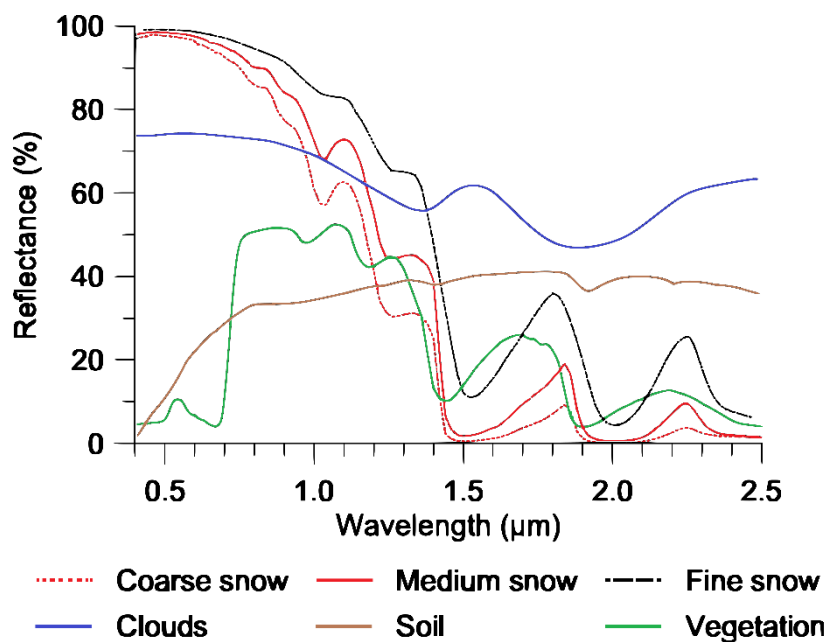 100
80
60
40
20
0
Reflectance (%)
0.5 1.0 1.5 2.0 2.5
Wavelength (μm)
Coarse snow Medium snow Fine snow
Clouds Soil Vegetation